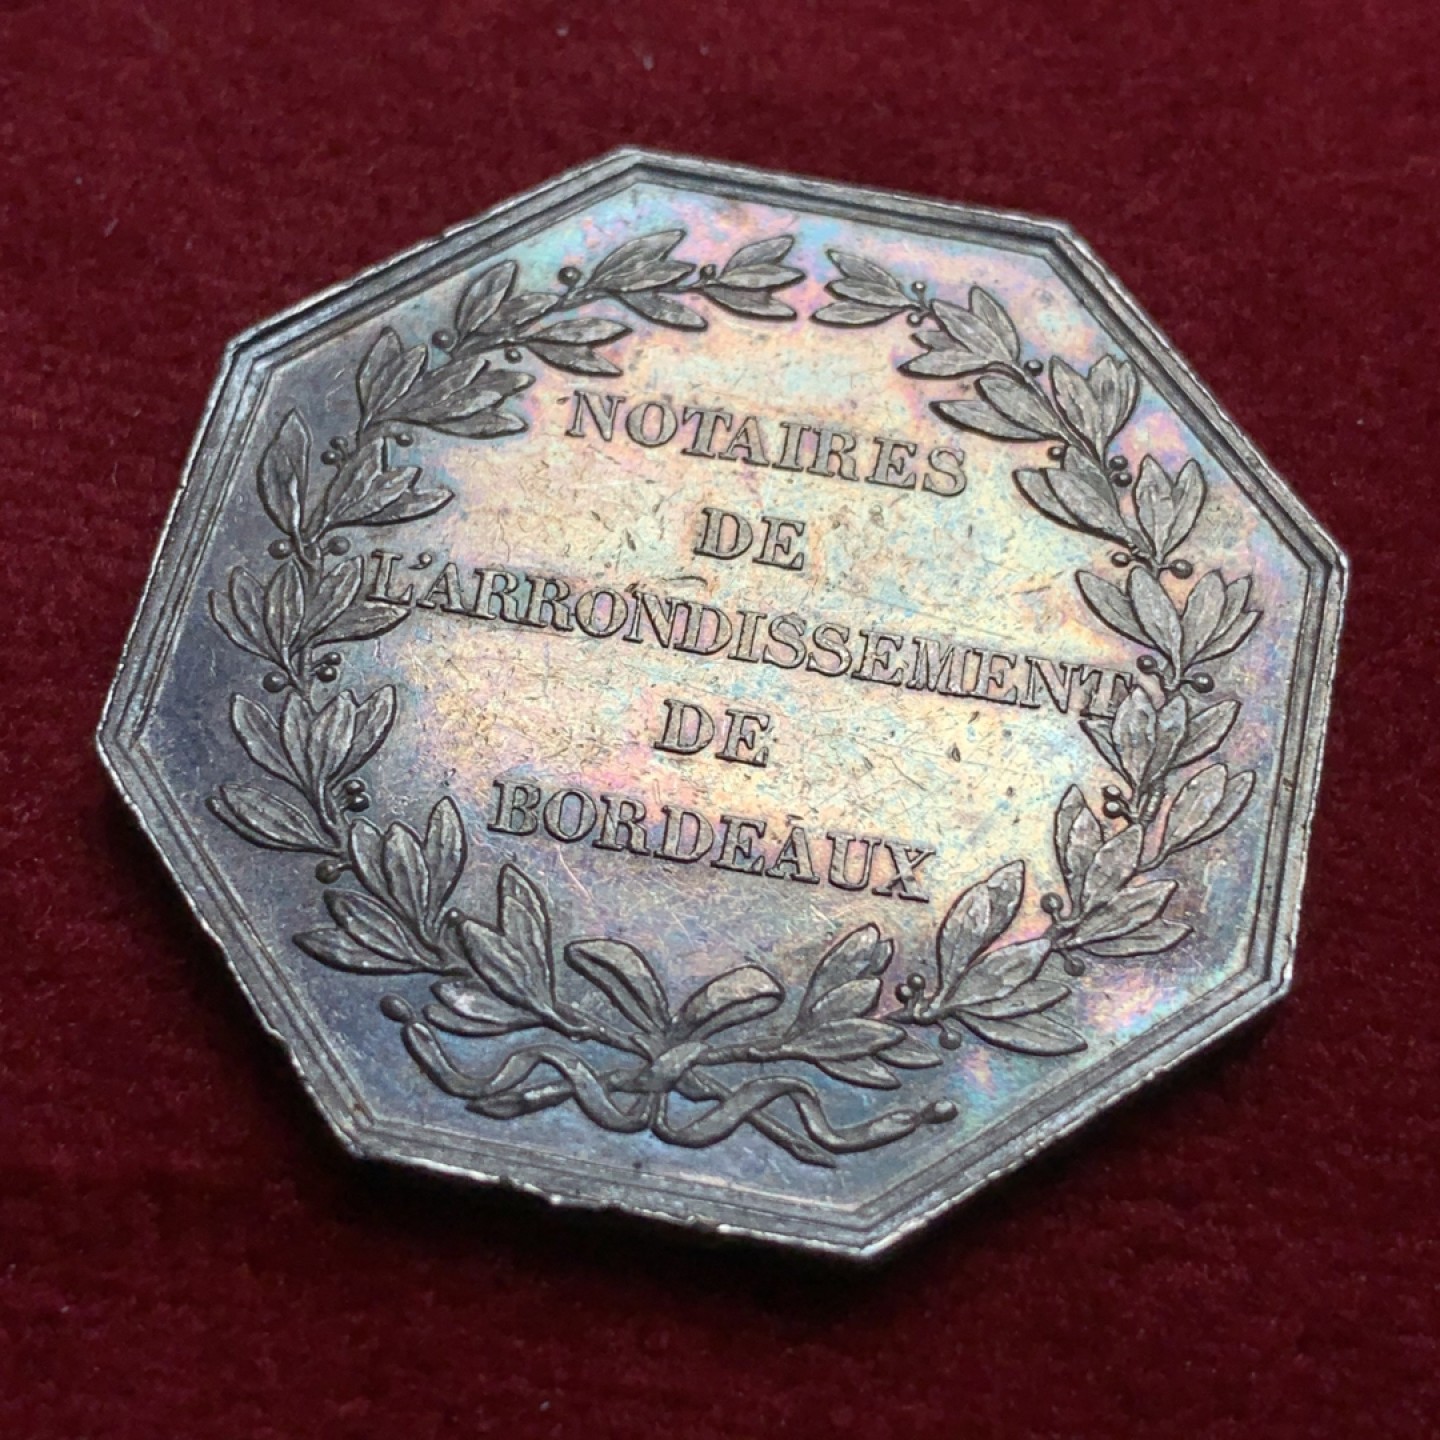 NOTAIRES
DE
L'ARRONDISSEMENT
DE
BORDEAUX